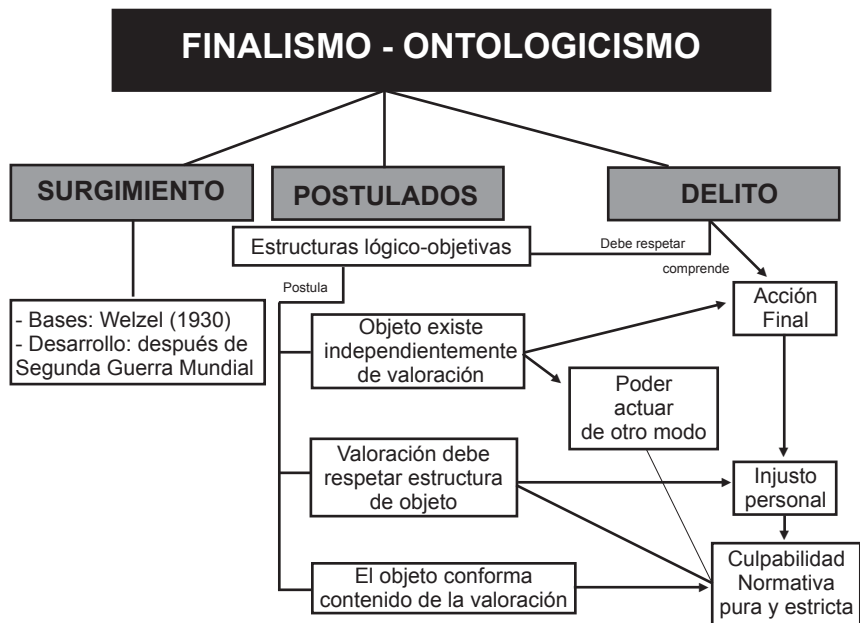 FINALISMO - ONTOLOGICISMO
SURGIMIENTO
POSTULADOS
DELITO
Estructuras lógico-objetivas
Debe respetar
comprende
Postula
- Bases: Welzel (1930)
- Desarrollo: después de
Segunda Guerra Mundial
Objeto existe
independientemente
de valoración
Acción
Final
Poder
actuar
de otro modo
Valoración debe
respetar estructura
de objeto
Injusto
personal
El objeto conforma
contenido de la valoración
Culpabilidad
Normativa
pura y estricta